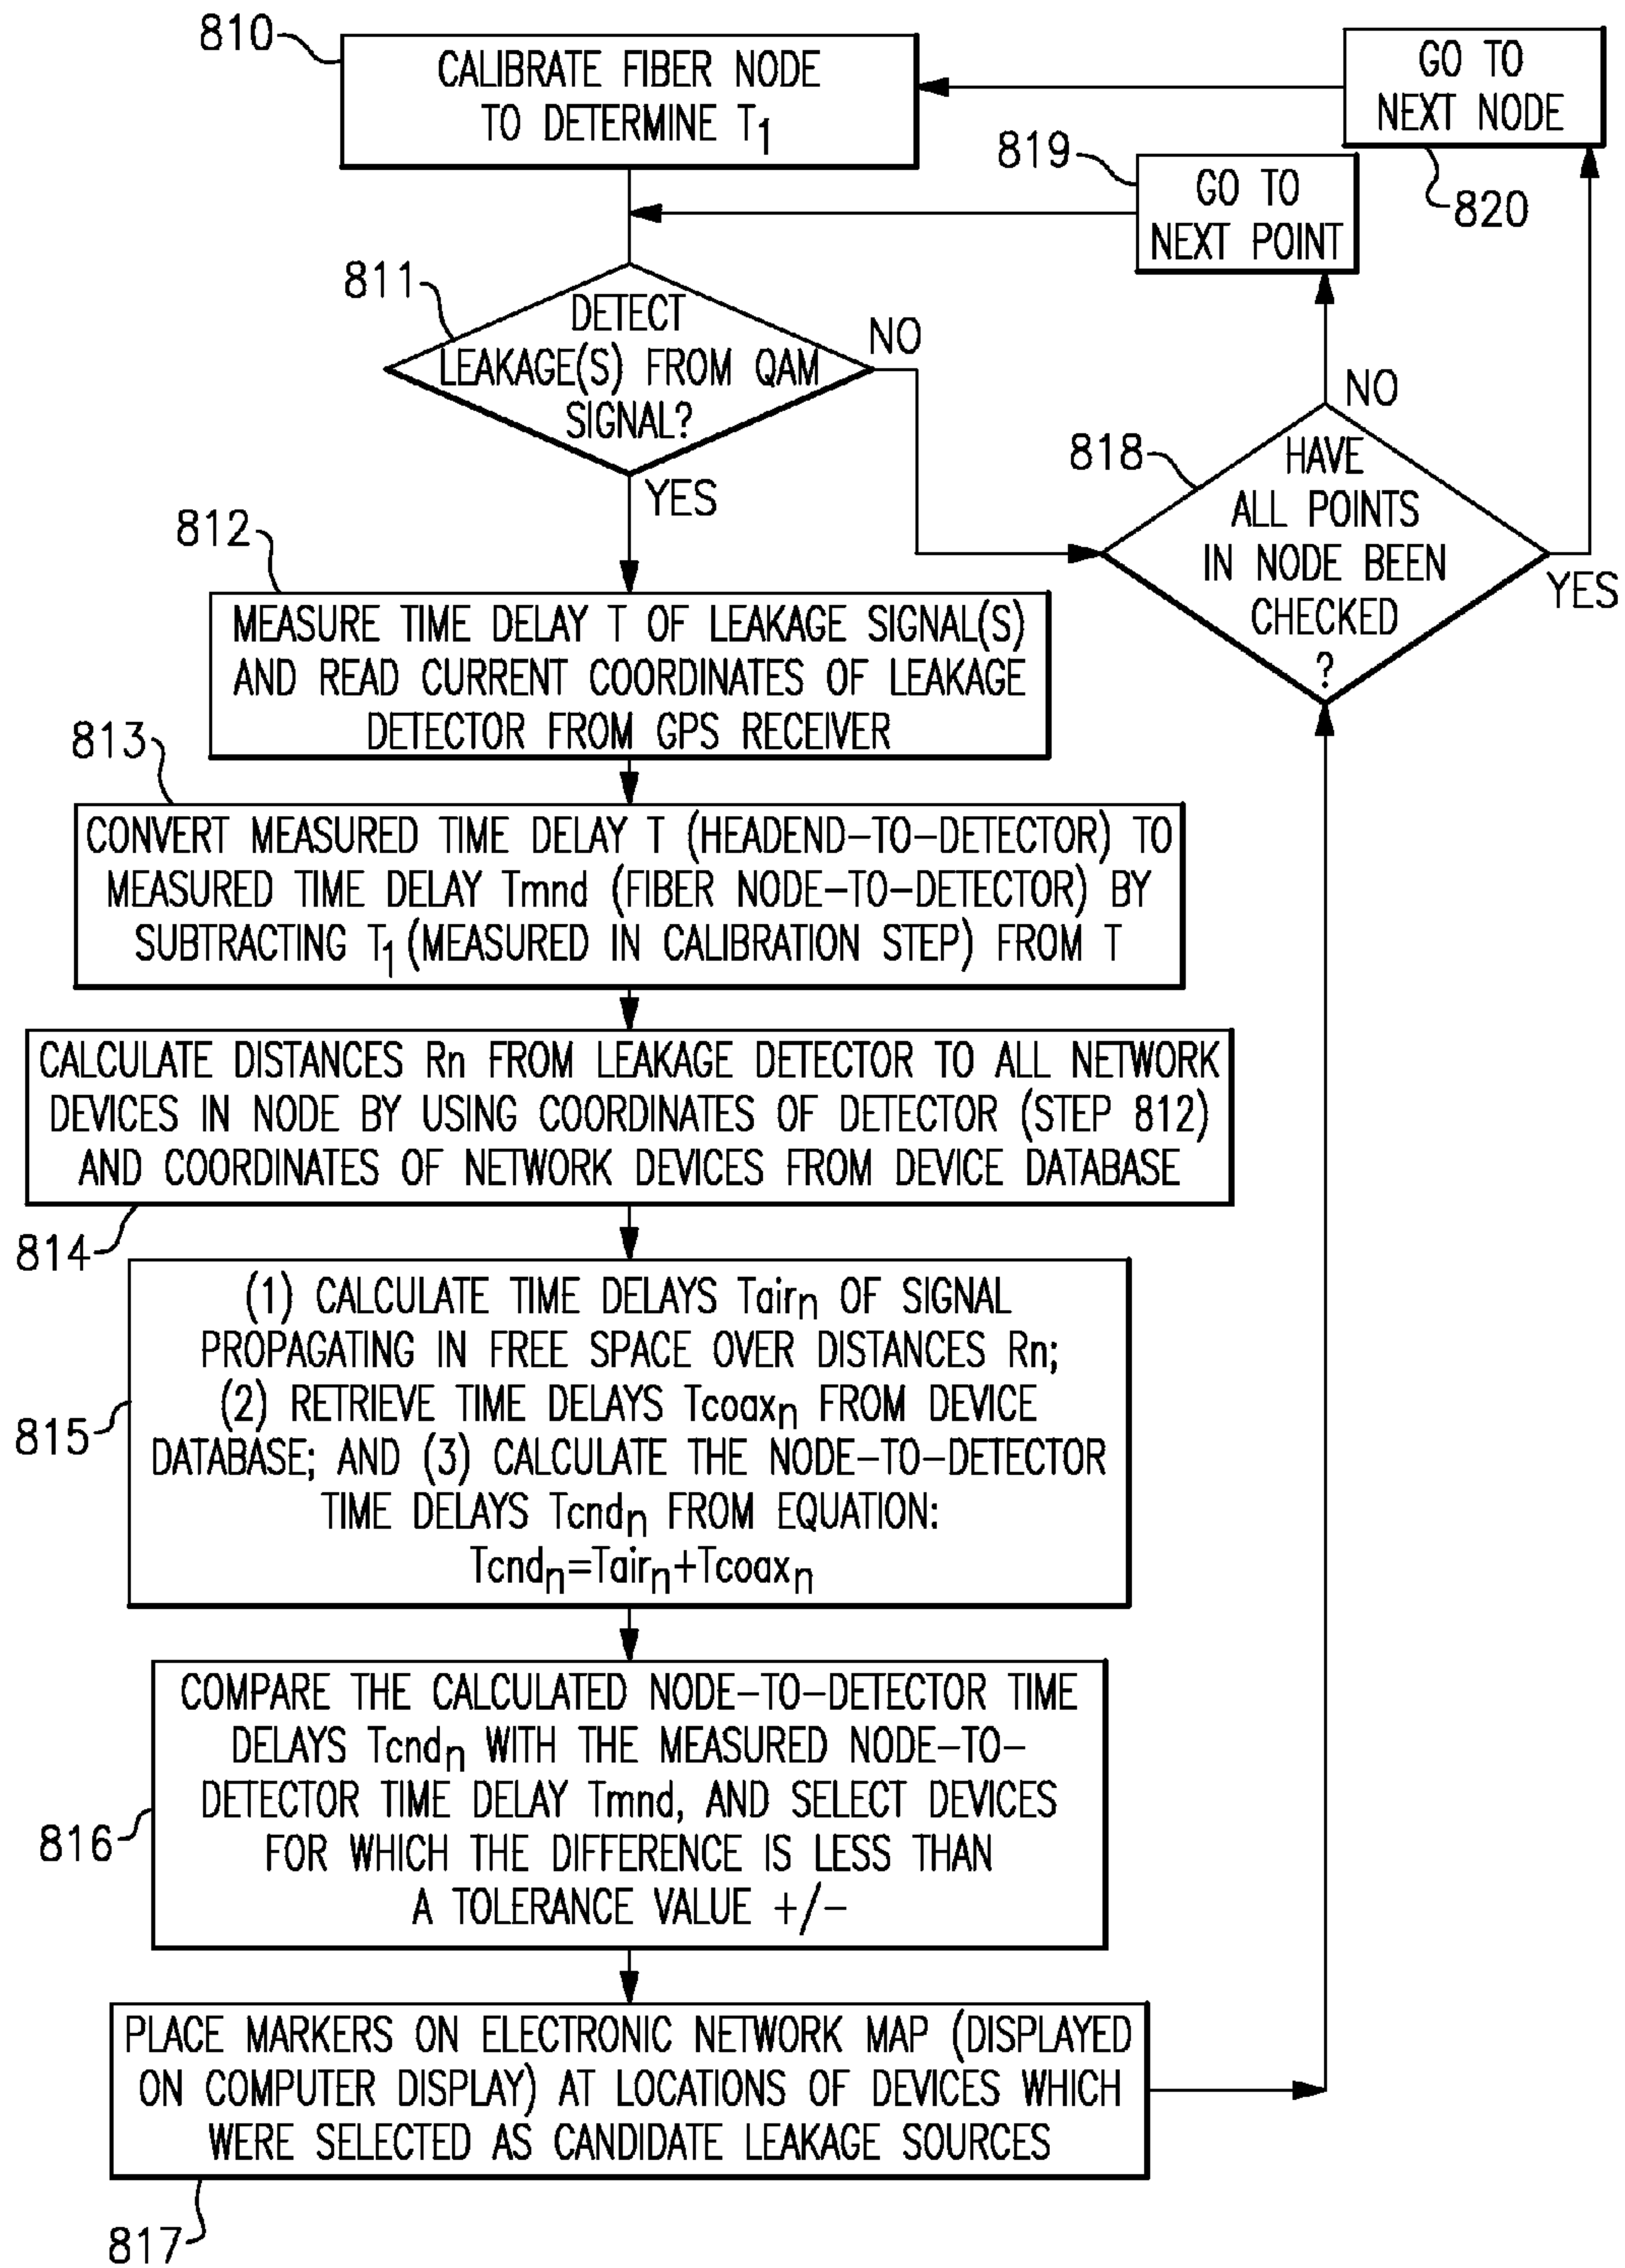 810
CALIBRATE FIBER NODE
TO DETERMINE T1
GO TO
NEXT NODE
820
819
GO TO
NEXT POINT
811
DETECT
LEAKAGE(S) FROM QAM
SIGNAL?
NO
YES
818
NO
HAVE
ALL POINTS
IN NODE BEEN
CHECKED
?
YES
812
MEASURE TIME DELAY T OF LEAKAGE SIGNAL(S)
AND READ CURRENT COORDINATES OF LEAKAGE
DETECTOR FROM GPS RECEIVER
813
CONVERT MEASURED TIME DELAY T (HEADEND-TO-DETECTOR) TO
MEASURED TIME DELAY Tmnd (FIBER NODE-TO-DETECTOR) BY
SUBTRACTING T1 (MEASURED IN CALIBRATION STEP) FROM T
CALCULATE DISTANCES Rn FROM LEAKAGE DETECTOR TO ALL NETWORK
DEVICES IN NODE BY USING COORDINATES OF DETECTOR (STEP 812)
AND COORDINATES OF NETWORK DEVICES FROM DEVICE DATABASE
814
(1) CALCULATE TIME DELAYS Tairn OF SIGNAL
PROPAGATING IN FREE SPACE OVER DISTANCES Rn;
(2) RETRIEVE TIME DELAYS Tcoaxn FROM DEVICE
DATABASE; AND (3) CALCULATE THE NODE-TO-DETECTOR
TIME DELAYS Tcndn FROM EQUATION:
Tcndn=Tairn+Tcoaxn
815
COMPARE THE CALCULATED NODE-TO-DETECTOR TIME
DELAYS Tcndn WITH THE MEASURED NODE-TO-
DETECTOR TIME DELAY Tmnd, AND SELECT DEVICES
FOR WHICH THE DIFFERENCE IS LESS THAN
A TOLERANCE VALUE +/-
816
PLACE MARKERS ON ELECTRONIC NETWORK MAP (DISPLAYED
ON COMPUTER DISPLAY) AT LOCATIONS OF DEVICES WHICH
WERE SELECTED AS CANDIDATE LEAKAGE SOURCES
817